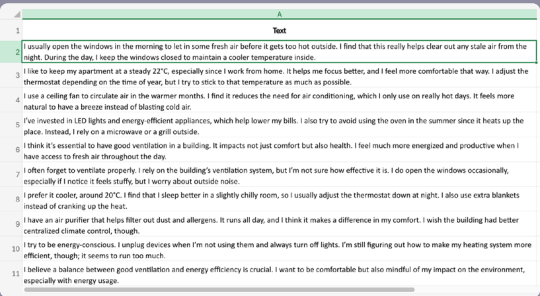 A
1
Text
2
I usually open the windows in the morning to let in some fresh air before it gets too hot outside. I find that this really helps clear out any stale air from the
night. During the day, I keep the windows closed to maintain a cooler temperature inside.
3
I like to keep my apartment at a steady 22°C, especially since I work from home. It helps me focus better, and I feel more comfortable that way. I adjust the
thermostat depending on the time of year, but I try to stick to that temperature as much as possible.
4
I use a ceiling fan to circulate air in the warmer months. I find it reduces the need for air conditioning, which I only use on really hot days. It feels more
natural to have a breeze instead of blasting cold air.
5
I've invested in LED lights and energy-efficient appliances, which help lower my bills. I also try to avoid using the oven in the summer since it heats up the
place. Instead, I rely on a microwave or a grill outside.
6
I think it's essential to have good ventilation in a building. It impacts not just comfort but also health. I feel much more energized and productive when I
have access to fresh air throughout the day.
7
I often forget to ventilate properly. I rely on the building's ventilation system, but I'm not sure how effective it is. I do open the windows occasionally,
especially if I notice it feels stuffy, but I worry about outside noise.
8
I prefer it cooler, around 20°C. I find that I sleep better in a slightly chilly room, so I usually adjust the thermostat down at night. I also use extra blankets
instead of cranking up the heat.
9
I have an air purifier that helps filter out dust and allergens. It runs all day, and I think it makes a difference in my comfort. I wish the building had better
centralized climate control, though.
10
I try to be energy-conscious. I unplug devices when I'm not using them and always turn off lights. I'm still figuring out how to make my heating system more
efficient, though; it seems to run too much.
11
I believe a balance between good ventilation and energy efficiency is crucial. I want to be comfortable but also mindful of my impact on the environment,
especially with energy usage.